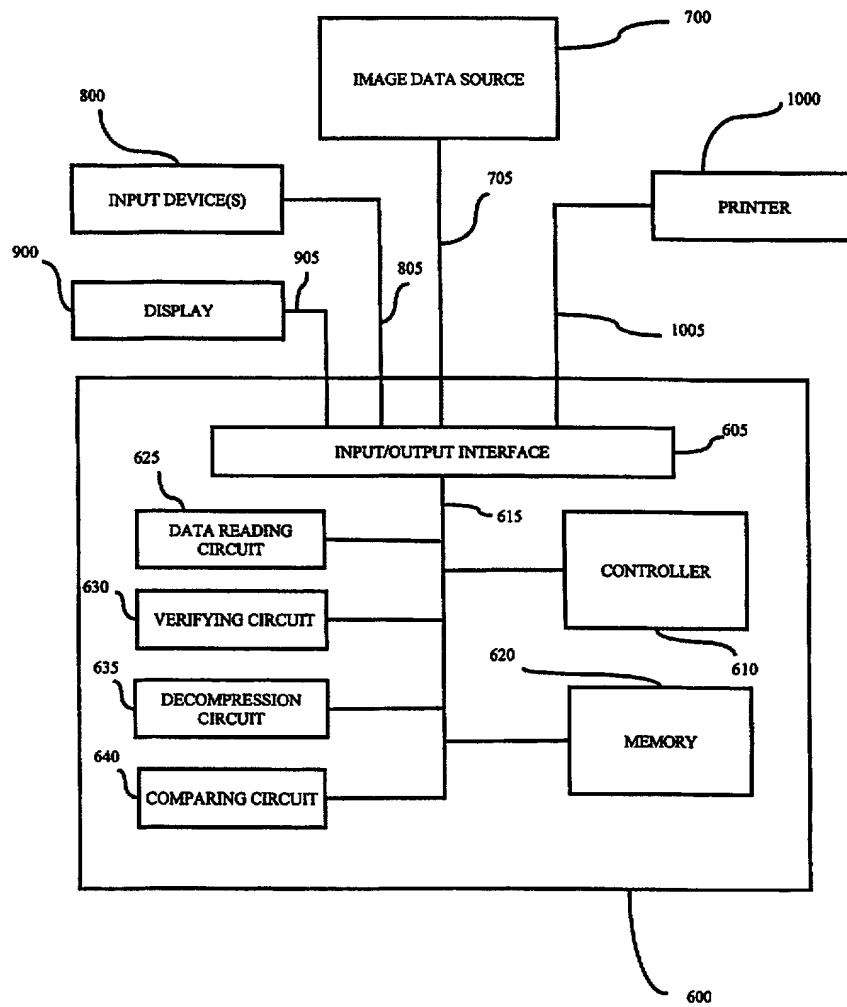 700
IMAGE DATA SOURCE
800
1000
INPUT DEVICE(S)
705
PRINTER
900
905
805
DISPLAY
1005
INPUT/OUTPUT INTERFACE
605
625
615
DATA READING
CIRCUIT
CONTROLLER
630
VERIFYING CIRCUIT
620
610
635
DECOMPRESSION
CIRCUIT
MEMORY
640
COMPARING CIRCUIT
600